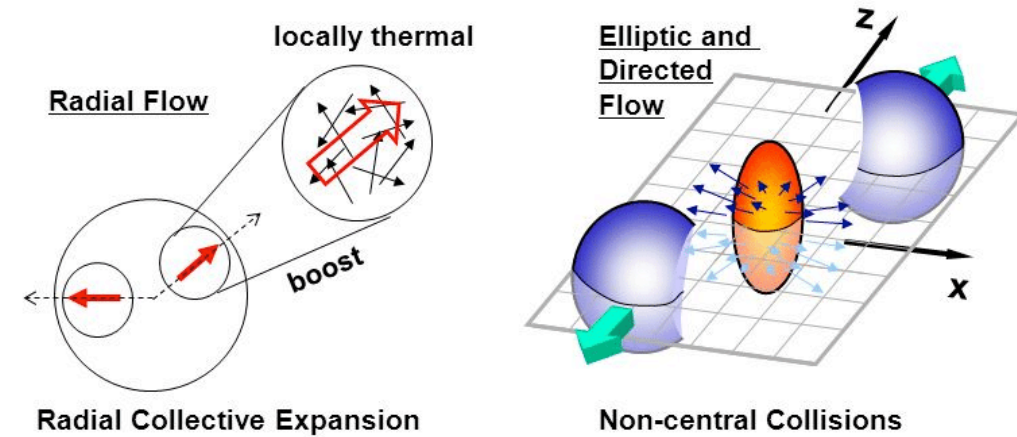 locally thermal
Radial Flow
boost
Radial Collective Expansion
Elliptic and
Directed
Flow
z
x
Non-central Collisions